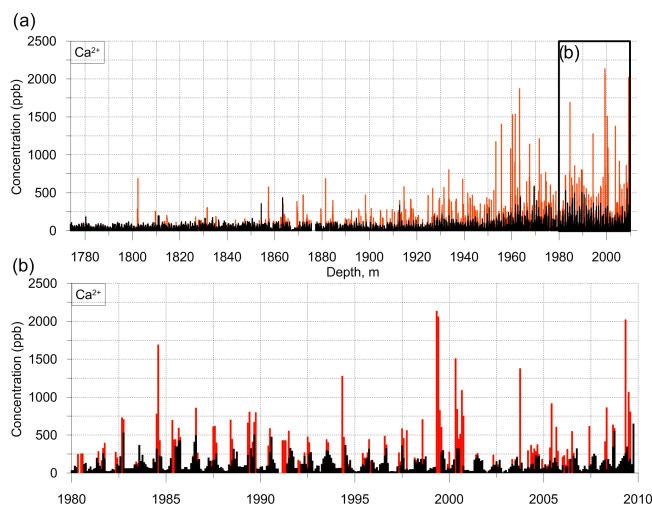 (a)
Concentration (ppb)
2500
2000
1500
1000
500
0
Ca²⁺
(b)
1780 1800 1820 1840 1860 1880 1900 1920 1940 1960 1980 2000
Depth, m
(b)
Concentration (ppb)
2500
2000
1500
1000
500
0
Ca²⁺
1980 1985 1990 1995 2000 2005 2010